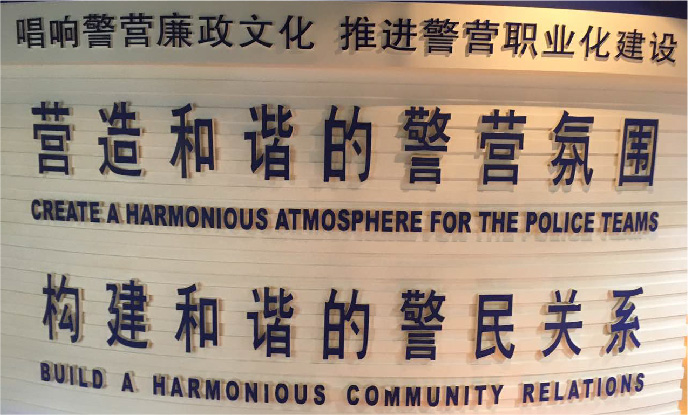 唱响警营廉政文化 推进警营职业化建设
营造和谐的警营氛围
CREATE A HARMONIOUS ATMOSPHERE FOR THE POLICE TEAMS
构建和谐的警民关系
BUILD A HARMONIOUS COMMUNITY RELATIONS